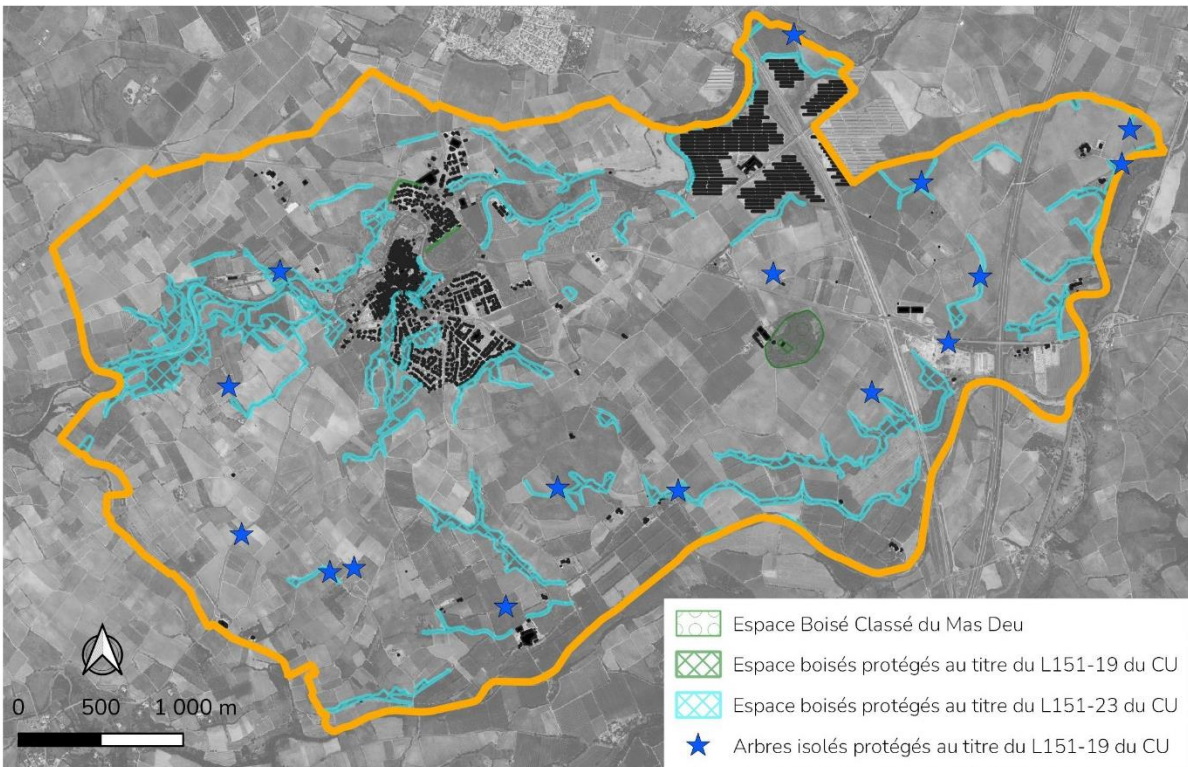 Espace Boisé Classé du Mas Deu
Espace boisés protégés au titre du L151-19 du CU
Espace boisés protégés au titre du L151-23 du CU
Arbras isolés protégés au titre du L151-19 du CU
0 500 1 000 m